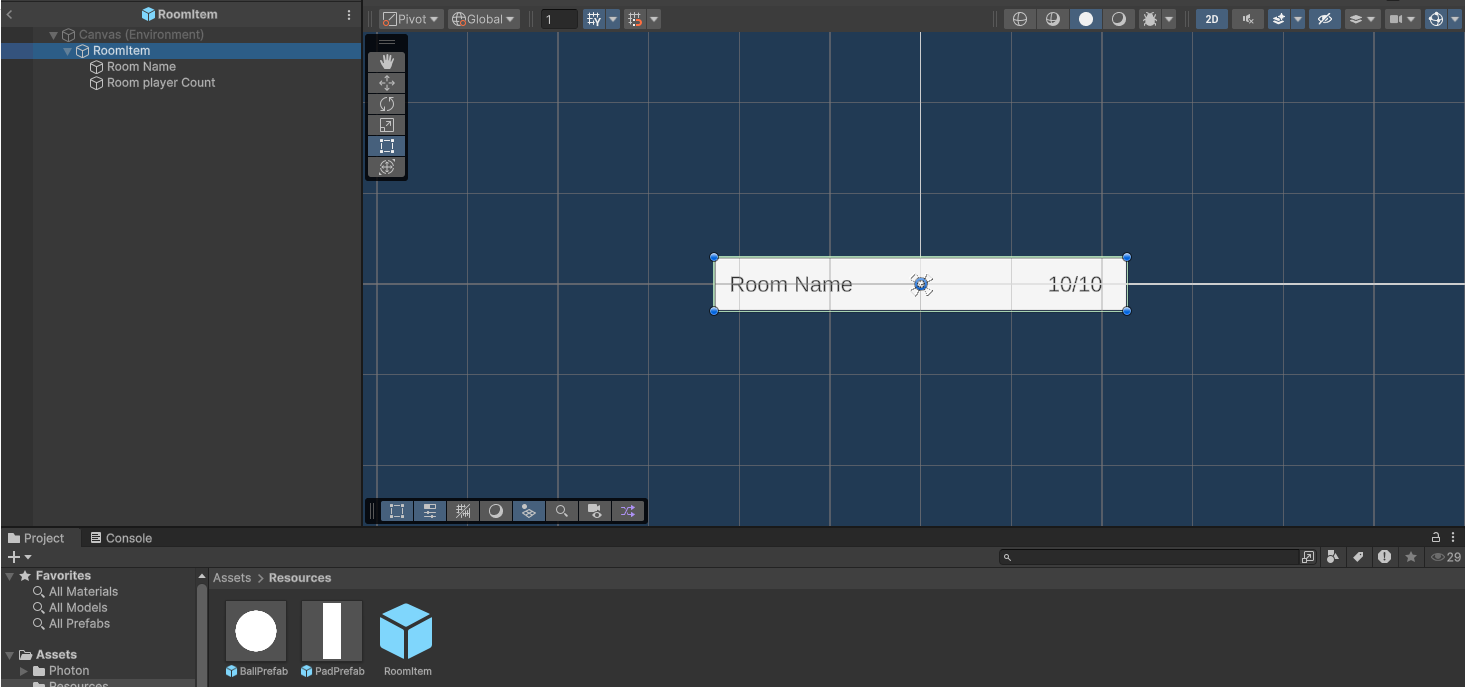 RoomItem
Pivot Global 1 2D
Canvas (Environment)
RoomItem
Room Name
Room player Count
Room Name 10/10
Project Console
29
Favorites
All Materials
All Models
All Prefabs
Assets
Photon
Resources
Assets > Resources
BallPrefab PadPrefab RoomItem